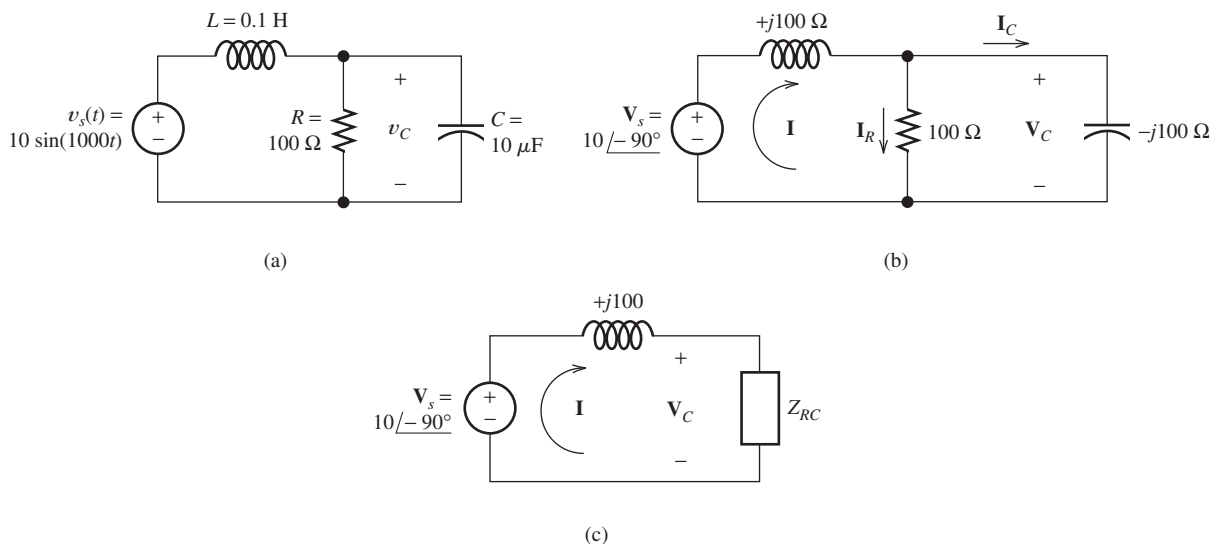 L = 0.1 H
+
−
v_s(t) =
10 sin(1000t)
R =
100 Ω
+
v_C
−
C =
10 μF
(a)
+j100 Ω
I_C
V_s =
10/−90°
+
−
I
I_R
100 Ω
+
V_C
−
−j100 Ω
(b)
+j100
V_s =
10/−90°
+
−
I
+
V_C
−
Z_RC
(c)